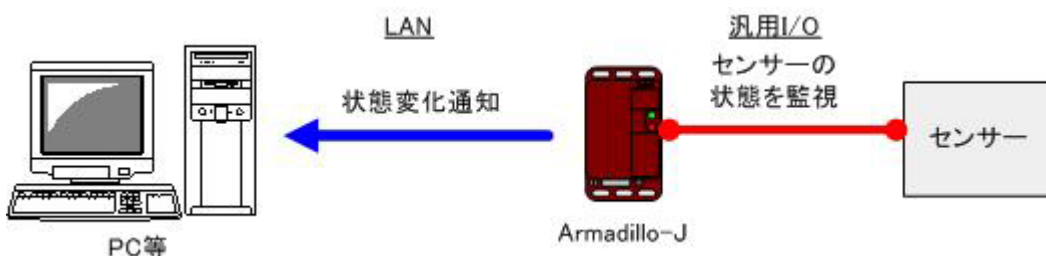 LAN
汎用I/O
センサーの
状態を監視
状態変化通知
センサー
Armadillo-J
PC等